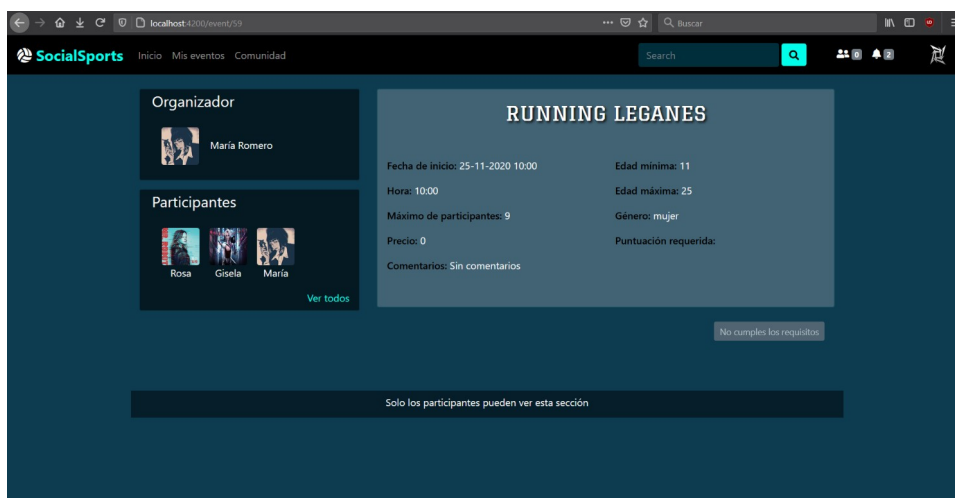 localhost:4200/event/59
Buscar
SocialSports Inicio Mis eventos Comunidad
Search
0 2
Organizador
María Romero
Participantes
Rosa Gisela María
Ver todos
RUNNING LEGANES
Fecha de inicio: 25-11-2020 10:00
Edad mínima: 11
Hora: 10:00
Edad máxima: 25
Máximo de participantes: 9
Género: mujer
Precio: 0
Puntuación requerida:
Comentarios: Sin comentarios
No cumples los requisitos
Solo los participantes pueden ver esta sección